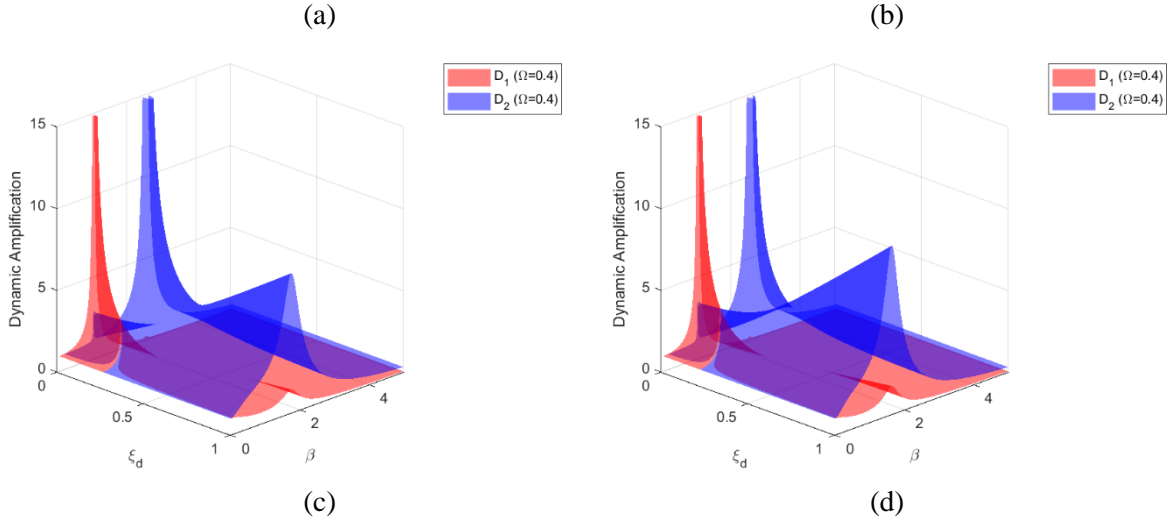 (a)
(b)
D₁ (Ω=0.4)
D₂ (Ω=0.4)
15
10
5
0
Dynamic Amplification
0
0.5
1
ξd
0
2
4
β
D₁ (Ω=0.4)
D₂ (Ω=0.4)
15
10
5
0
Dynamic Amplification
0
0.5
1
ξd
0
2
4
β
(c)
(d)